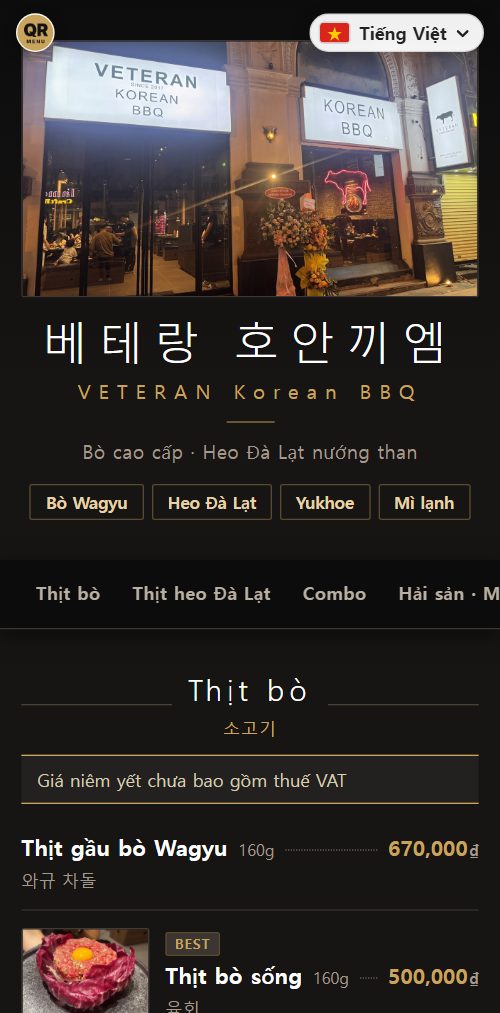 QR
MENU
Tiếng Việt
VETERAN
SINCE 2017
KOREAN
BBQ
KOREAN
BBQ
VETERAN
베테랑 호안끼엠
VETERAN Korean BBQ
Bò cao cấp · Heo Đà Lạt nướng than
Bò Wagyu
Heo Đà Lạt
Yukhoe
Mì lạnh
Thịt bò
Thịt heo Đà Lạt
Combo
Hải sản · M
Thịt bò
소고기
Giá niêm yết chưa bao gồm thuế VAT
Thịt gầu bò Wagyu 160g 670,000₫
와규 차돌
BEST
Thịt bò sống 160g 500,000₫
육회